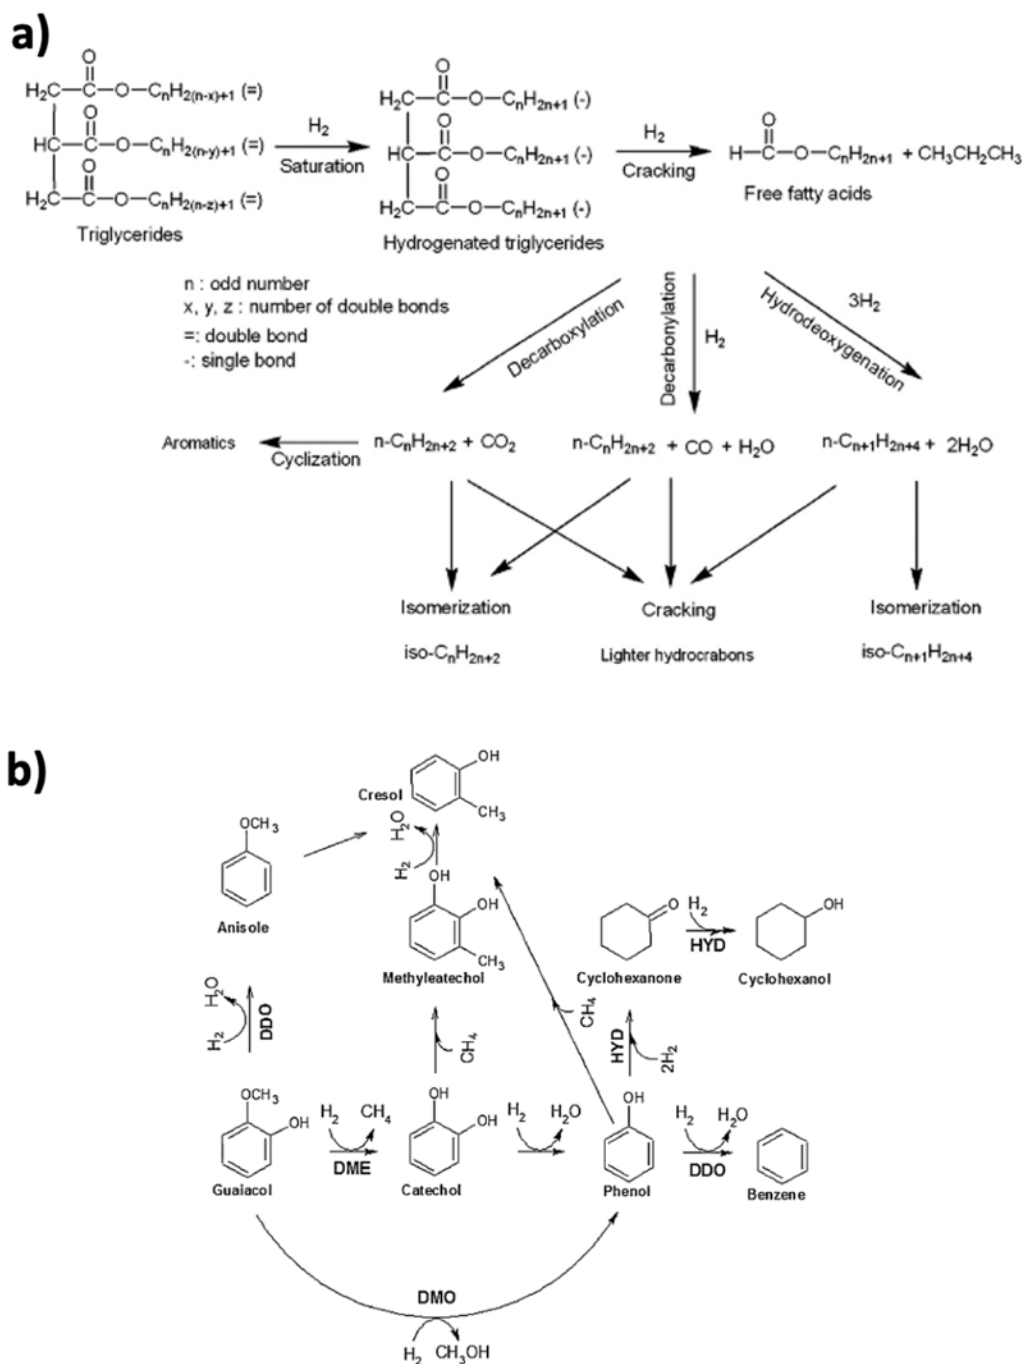 a)
H₂C–C(=O)–O–CₙH₂₍ₙ₋ₓ₎₊₁ (=)
HC–C(=O)–O–CₙH₂₍ₙ₋y₎₊₁ (=)
H₂C–C(=O)–O–CₙH₂₍ₙ₋z₎₊₁ (=)
Triglycerides
H₂
Saturation
H₂C–C(=O)–O–CₙH₂ₙ₊₁ (-)
HC–C(=O)–O–CₙH₂ₙ₊₁ (-)
H₂C–C(=O)–O–CₙH₂ₙ₊₁ (-)
Hydrogenated triglycerides
H₂
Cracking
H–C(=O)–O–CₙH₂ₙ₊₁ + CH₃CH₂CH₃
Free fatty acids
n : odd number
x, y, z : number of double bonds
=: double bond
-: single bond
Decarboxylation
Decarbonylation
H₂
Hydrodeoxygenation
3H₂
Aromatics
Cyclization
n-CₙH₂ₙ₊₂ + CO₂
n-CₙH₂ₙ₊₂ + CO + H₂O
n-Cₙ₊₁H₂ₙ₊₄ + 2H₂O
Isomerization
Cracking
Isomerization
iso-CₙH₂ₙ₊₂
Lighter hydrocrabons
iso-Cₙ₊₁H₂ₙ₊₄
b)
OH
Cresol
CH₃
H₂O
H₂
OCH₃
Anisole
OH
OH
CH₃
Methyleatechol
O
Cyclohexanone
H₂
HYD
OH
Cyclohexanol
H₂O
H₂
DDO
CH₄
CH₄
HYD
2H₂
OCH₃
OH
Guaiacol
H₂ CH₄
DME
OH
OH
Catechol
H₂ H₂O
OH
Phenol
H₂ H₂O
DDO
Benzene
DMO
H₂ CH₃OH